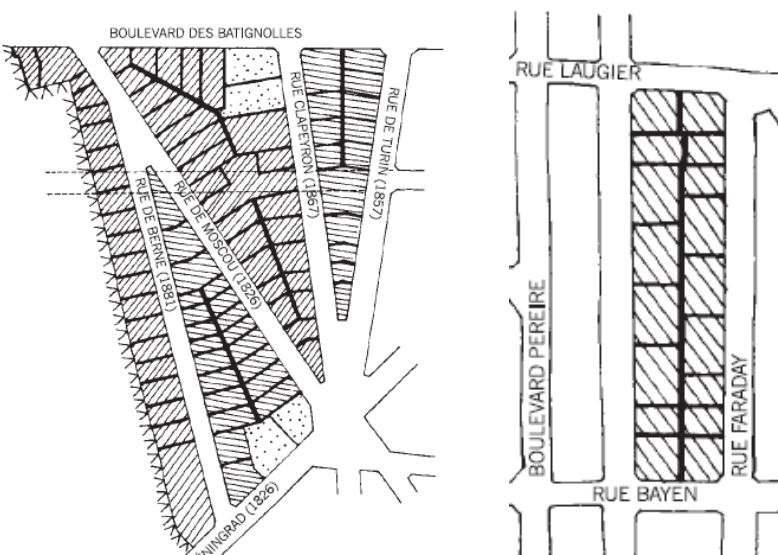 BOULEVARD DES BATIGNOLLES
RUE CLAPEYRON (1867)
RUE DE TURIN (1857)
RUE DE MOSCOU (1826)
RUE DE BERNE (1881)
NINGRAD (1826)
RUE LAUGIER
BOULEVARD PEREIRE
RUE FARADAY
RUE BAYEN